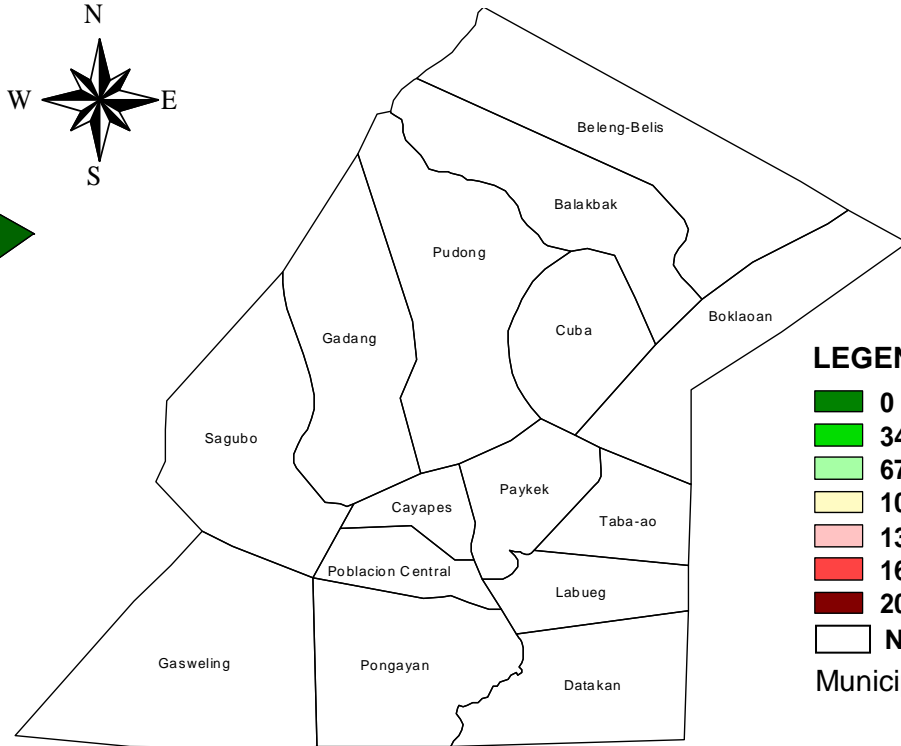 N
W
E
S
Beleng-Belis
Balakbak
Pudong
Boklaoan
Cuba
Gadang
Sagubo
Paykek
Cayapes
Taba-ao
Poblacion Central
Labueg
Gasweling
Pongayan
Datakan
LEGEN
0
34
67
10
13
16
20
N
Munici